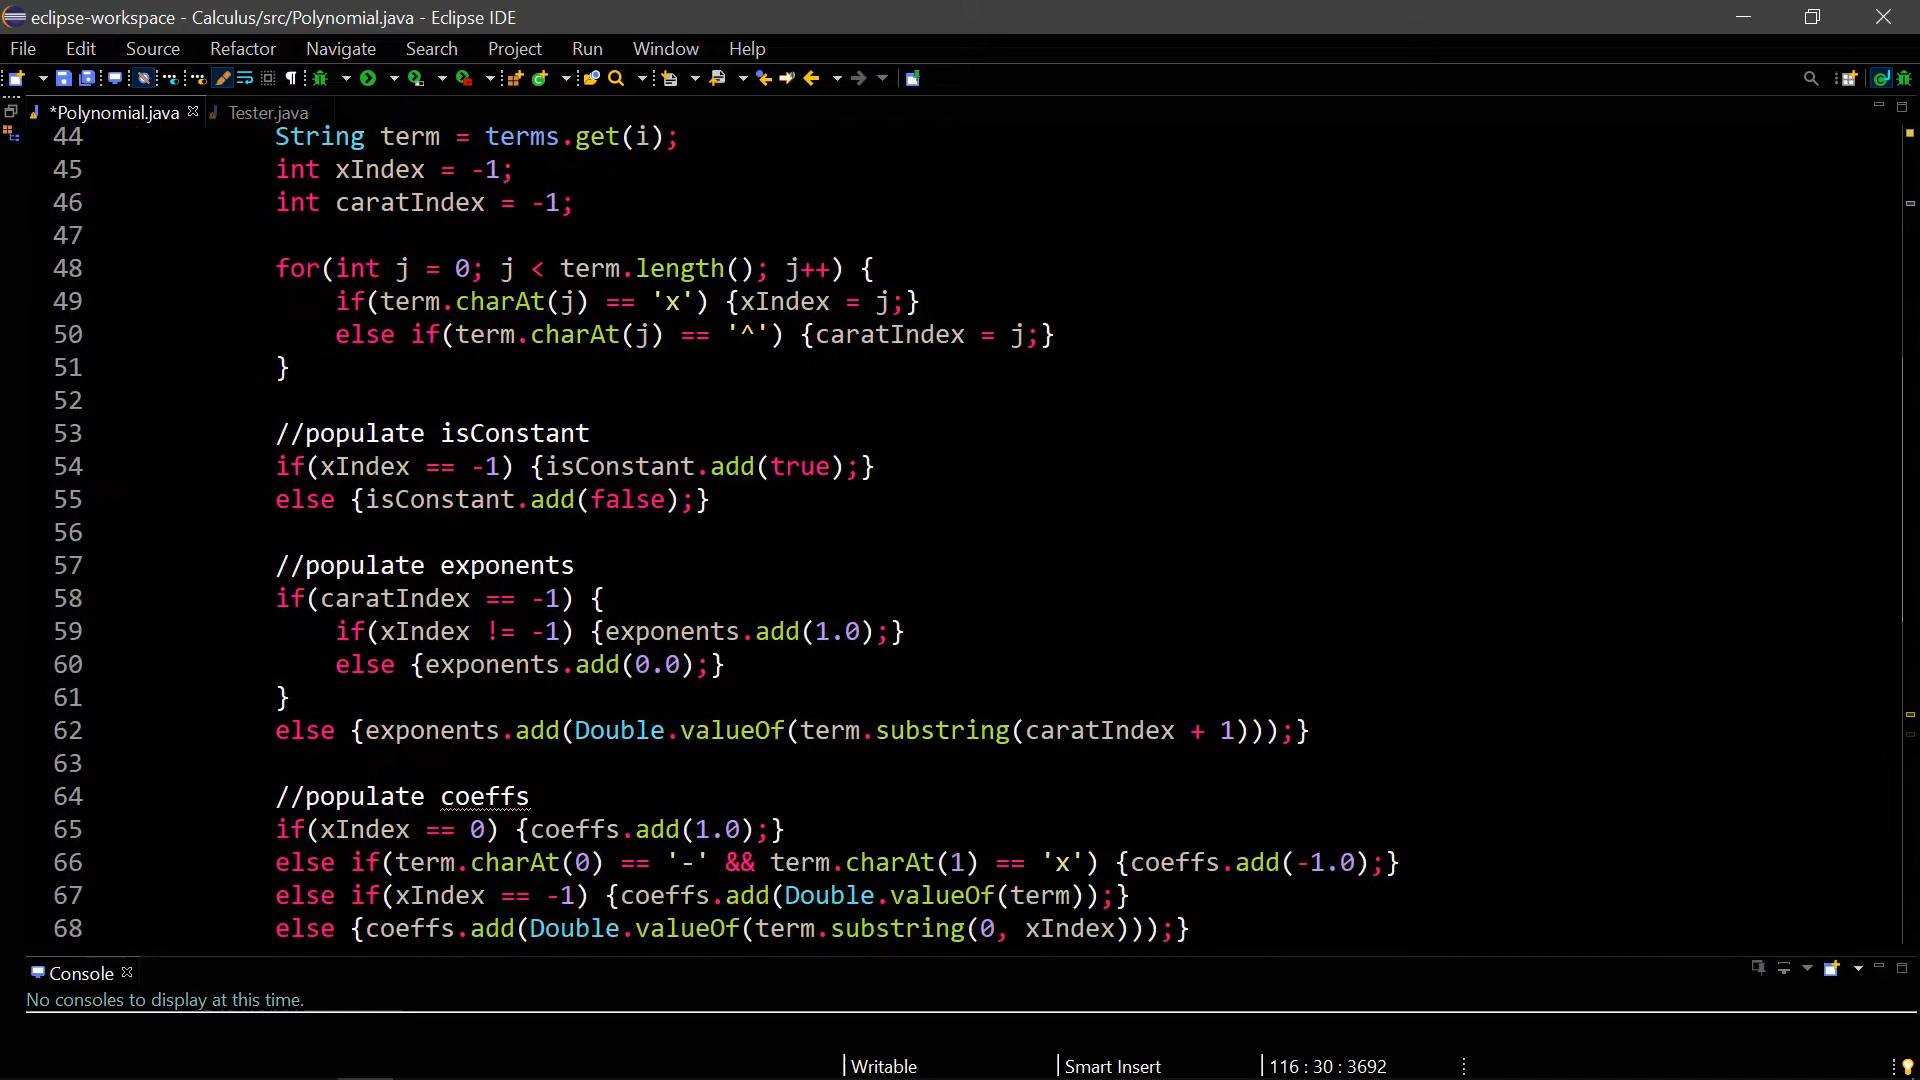 eclipse-workspace - Calculus/src/Polynomial.java - Eclipse IDE
File Edit Source Refactor Navigate Search Project Run Window Help
*Polynomial.java Tester.java
44 String term = terms.get(i);
45 int xIndex = -1;
46 int caratIndex = -1;
47
48 for(int j = 0; j < term.length(); j++) {
49 if(term.charAt(j) == 'x') {xIndex = j;}
50 else if(term.charAt(j) == '^') {caratIndex = j;}
51 }
52
53 //populate isConstant
54 if(xIndex == -1) {isConstant.add(true);}
55 else {isConstant.add(false);}
56
57 //populate exponents
58 if(caratIndex == -1) {
59 if(xIndex != -1) {exponents.add(1.0);}
60 else {exponents.add(0.0);}
61 }
62 else {exponents.add(Double.valueOf(term.substring(caratIndex + 1)));}
63
64 //populate coeffs
65 if(xIndex == 0) {coeffs.add(1.0);}
66 else if(term.charAt(0) == '-' && term.charAt(1) == 'x') {coeffs.add(-1.0);}
67 else if(xIndex == -1) {coeffs.add(Double.valueOf(term));}
68 else {coeffs.add(Double.valueOf(term.substring(0, xIndex)));}
Console
No consoles to display at this time.
Writable Smart Insert 116 : 30 : 3692